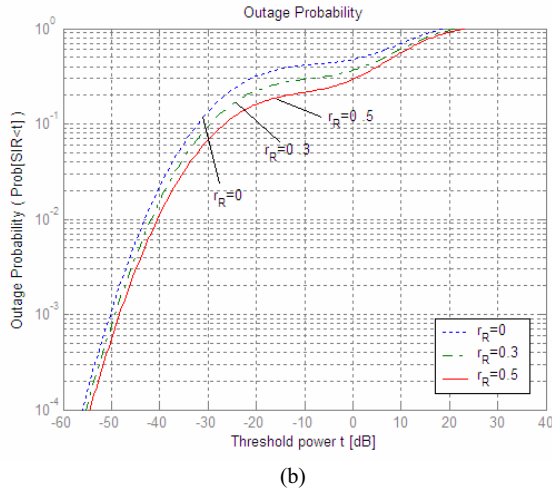 Outage Probability
Outage Probability ( Prob[SIR<t] )
10^0
10^-1
10^-2
10^-3
10^-4
r_R=0 .5
r_R=0 .3
r_R=0
r_R=0
r_R=0.3
r_R=0.5
-60 -50 -40 -30 -20 -10 0 10 20 30 40
Threshold power t [dB]
(b)